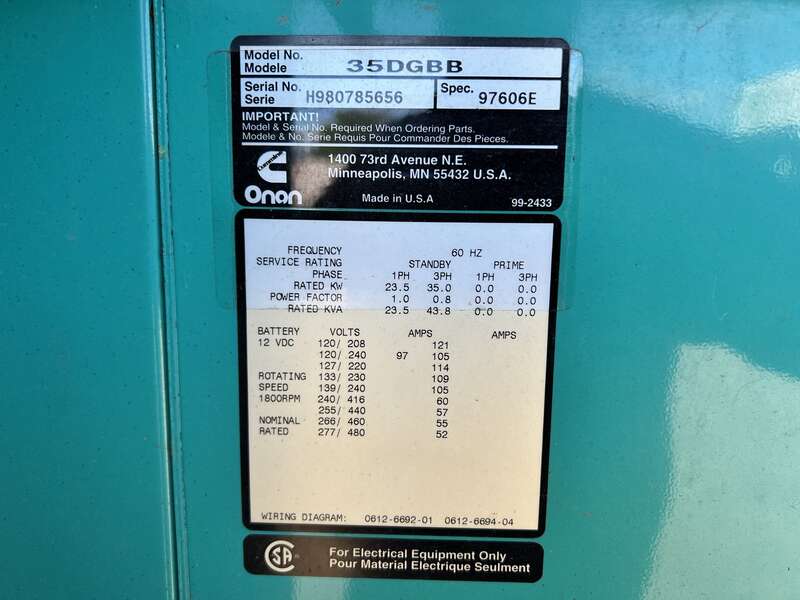 Model No.
Modele 35DGBB
Serial No.
Serie H980785656 Spec. 97606E
IMPORTANT!
Model & Serial No. Required When Ordering Parts.
Modele & No. Serie Requis Pour Commander Des Pieces.
1400 73rd Avenue N.E.
Minneapolis, MN 55432 U.S.A.
Onan Made in U.S.A 99-2433
FREQUENCY 60 HZ
SERVICE RATING STANDBY PRIME
PHASE 1PH 3PH 1PH 3PH
RATED KW 23.5 35.0 0.0 0.0
POWER FACTOR 1.0 0.8 0.0 0.0
RATED KVA 23.5 43.8 0.0 0.0
BATTERY VOLTS AMPS AMPS
12 VDC 120/ 208 121
120/ 240 97 105
127/ 220 114
ROTATING 133/ 230 109
SPEED 139/ 240 105
1800RPM 240/ 416 60
255/ 440 57
NOMINAL 266/ 460 55
RATED 277/ 480 52
WIRING DIAGRAM: 0612-6692-01 0612-6694-04
CSA
For Electrical Equipment Only
Pour Material Electrique Seulment